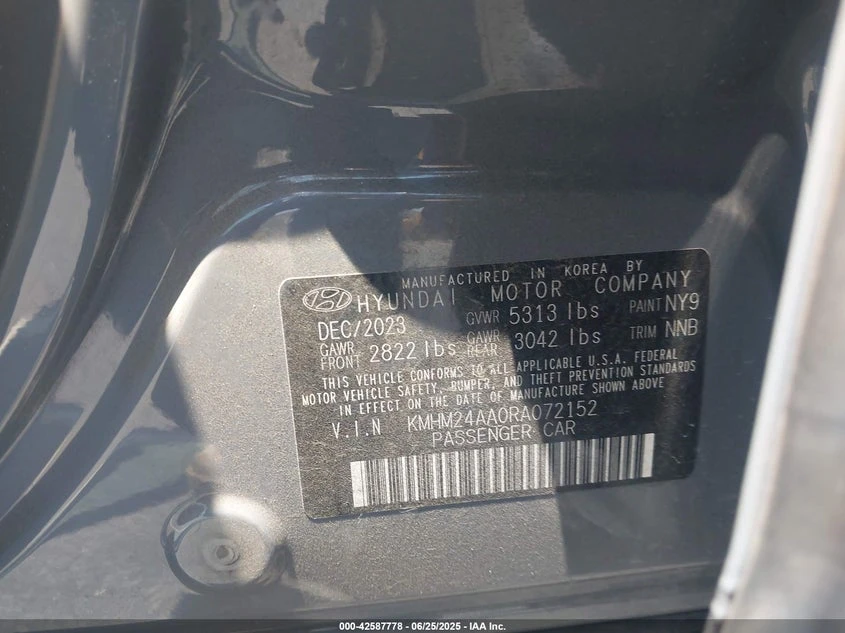 MANUFACTURED IN KOREA BY
HYUNDAI MOTOR COMPANY
DEC/2023 GVWR 5313 lbs PAINT NY9
GAWR FRONT 2822 lbs GAWR REAR 3042 lbs TRIM NNB
THIS VEHICLE CONFORMS TO ALL APPLICABLE U.S.A. FEDERAL
MOTOR VEHICLE SAFETY, BUMPER, AND THEFT PREVENTION STANDARDS
IN EFFECT ON THE DATE OF MANUFACTURE SHOWN ABOVE
V.I.N KMHM24AA0RA072152
PASSENGER CAR
000-42587778 - 06/25/2025 - IAA Inc.